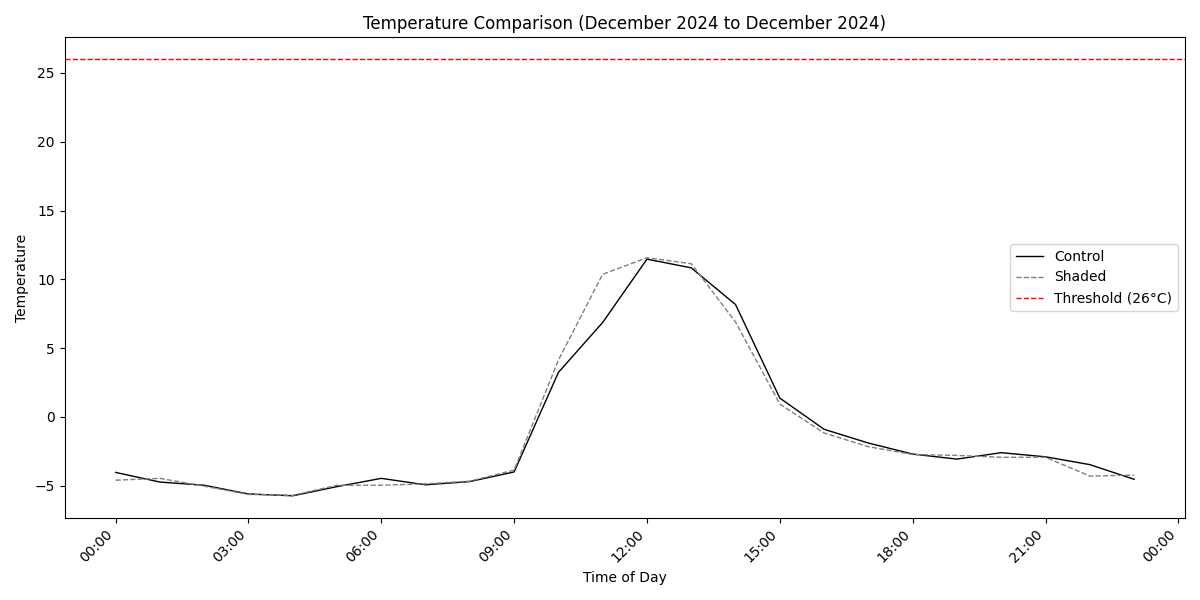 Temperature Comparison (December 2024 to December 2024)
25
20
15
10
5
0
−5
Temperature
Control
Shaded
Threshold (26°C)
00:00
03:00
06:00
09:00
12:00
15:00
18:00
21:00
00:00
Time of Day